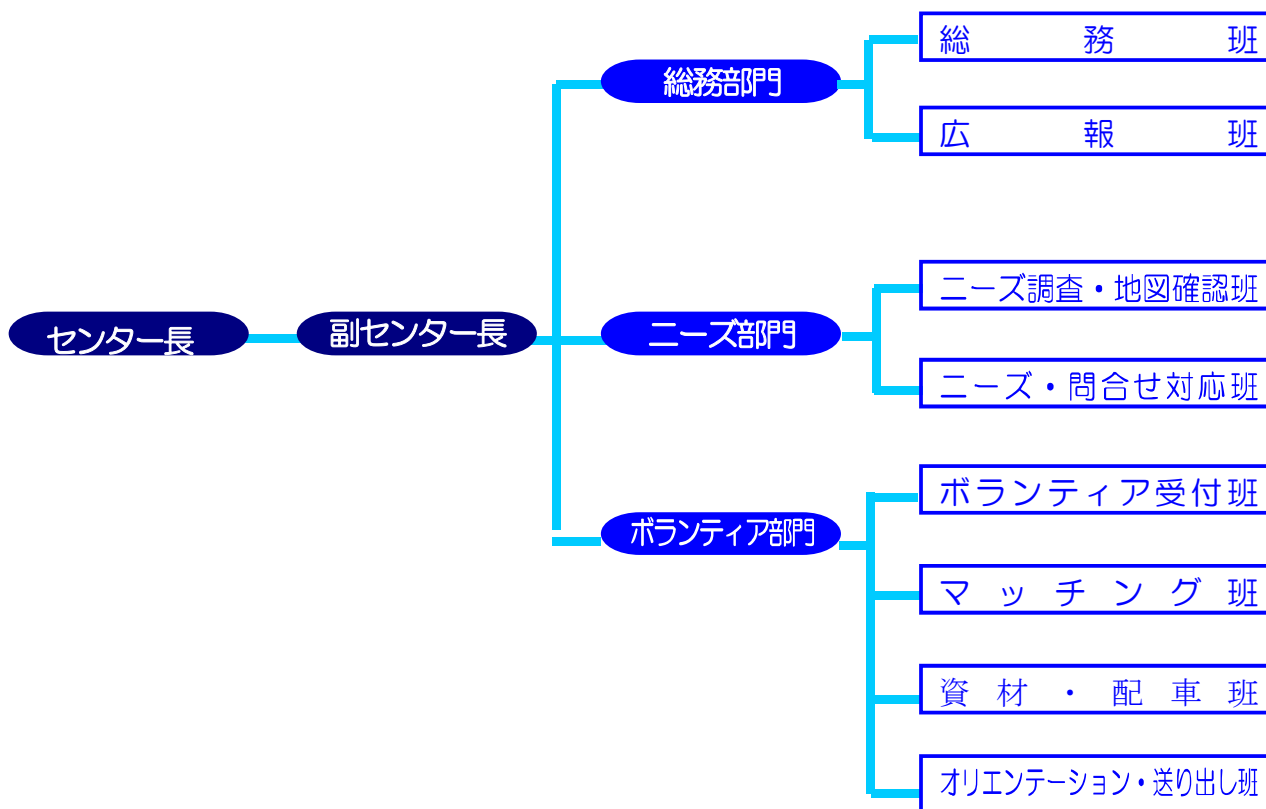 センター長
副センター長
総務部門
総務班
広報班
ニーズ部門
ニーズ調査・地図確認班
ニーズ・問合せ対応班
ボランティア部門
ボランティア受付班
マッチング班
資材・配車班
オリエンテーション・送り出し班